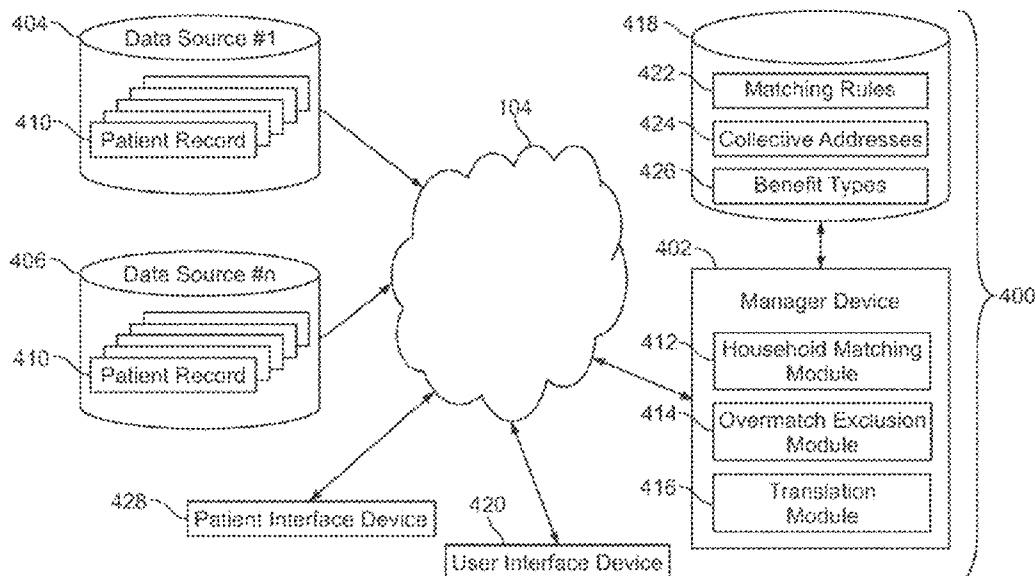 404
Data Source #1
410
Patient Record
406
Data Source #n
410
Patient Record
104
418
422
Matching Rules
424
Collective Addresses
426
Benefit Types
402
Manager Device
412
Household Matching
Module
414
Overmatch Exclusion
Module
416
Translation
Module
400
428
Patient Interface Device
420
User Interface Device